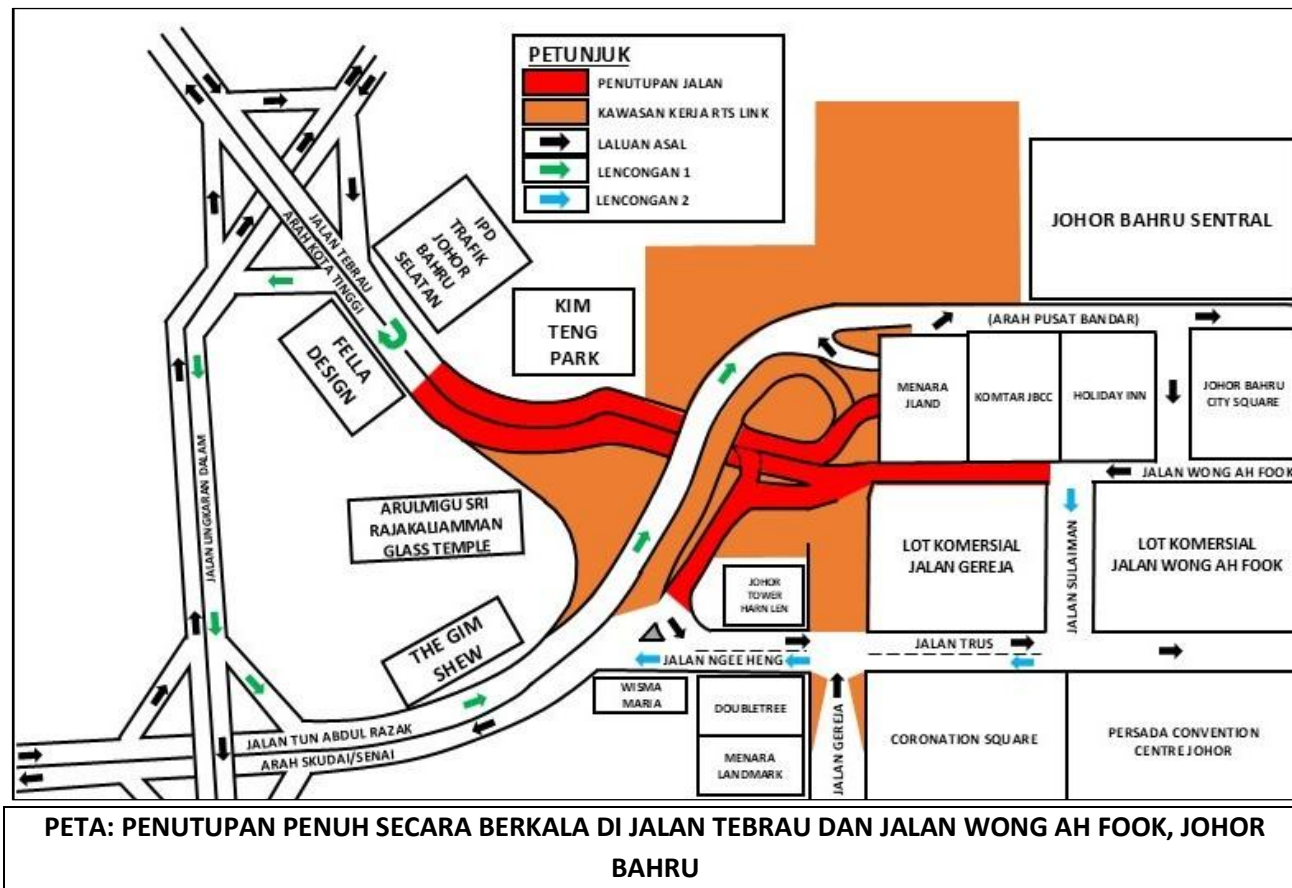 PETUNJUK
PENUTUPAN JALAN
KAWASAN KERJA RTS LINK
LALUAN ASAL
LENCONGAN 1
LENCONGAN 2
JOHOR BAHRU SENTRAL
JALAN TEBRAU
ARAH KOTA TINGGI
IPD
TRAFIK
JOHOR
BAHRU
SELATAN
KIM
TENG
PARK
(ARAH PUSAT BANDAR)
FELLA
DESIGN
MENARA
JLAND
KOMTAR JBCC
HOLIDAY INN
JOHOR BAHRU
CITY SQUARE
JALAN WONG AH FOOK
JALAN LINGKARAN DALAM
ARULMIGU SRI
RAJAKALIAMMAN
GLASS TEMPLE
LOT KOMERSIAL
JALAN GEREJA
JALAN SULAIMAN
LOT KOMERSIAL
JALAN WONG AH FOOK
JOHOR
TOWER
HARN LEN
THE GIM
SHEW
JALAN NGEE HENG
JALAN TRUS
WISMA
MARIA
DOUBLETREE
MENARA
LANDMARK
JALAN GEREJA
CORONATION SQUARE
PERSADA CONVENTION
CENTRE JOHOR
JALAN TUN ABDUL RAZAK
ARAH SKUDAI/SENAI
PETA: PENUTUPAN PENUH SECARA BERKALA DI JALAN TEBRAU DAN JALAN WONG AH FOOK, JOHOR
BAHRU